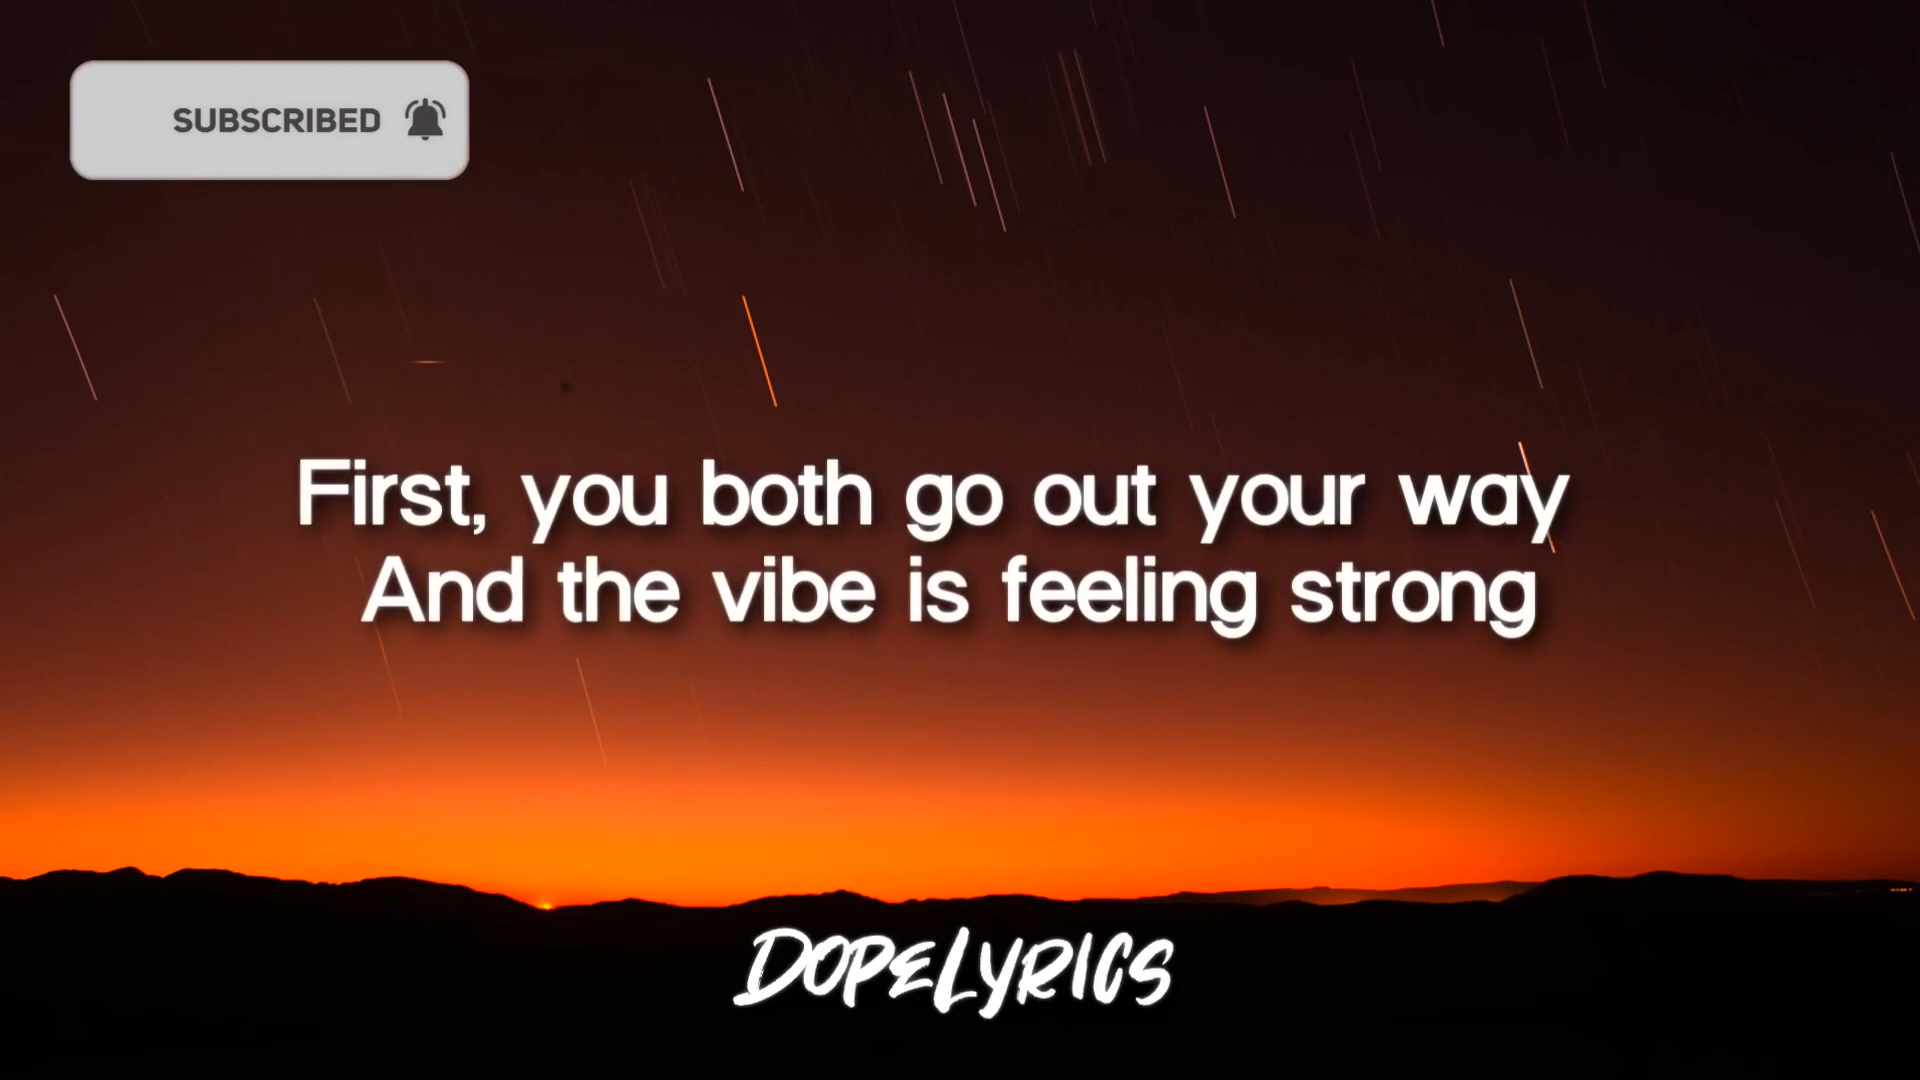 SUBSCRIBED
First, you both go out your way
And the vibe is feeling strong
DOPELYRICS